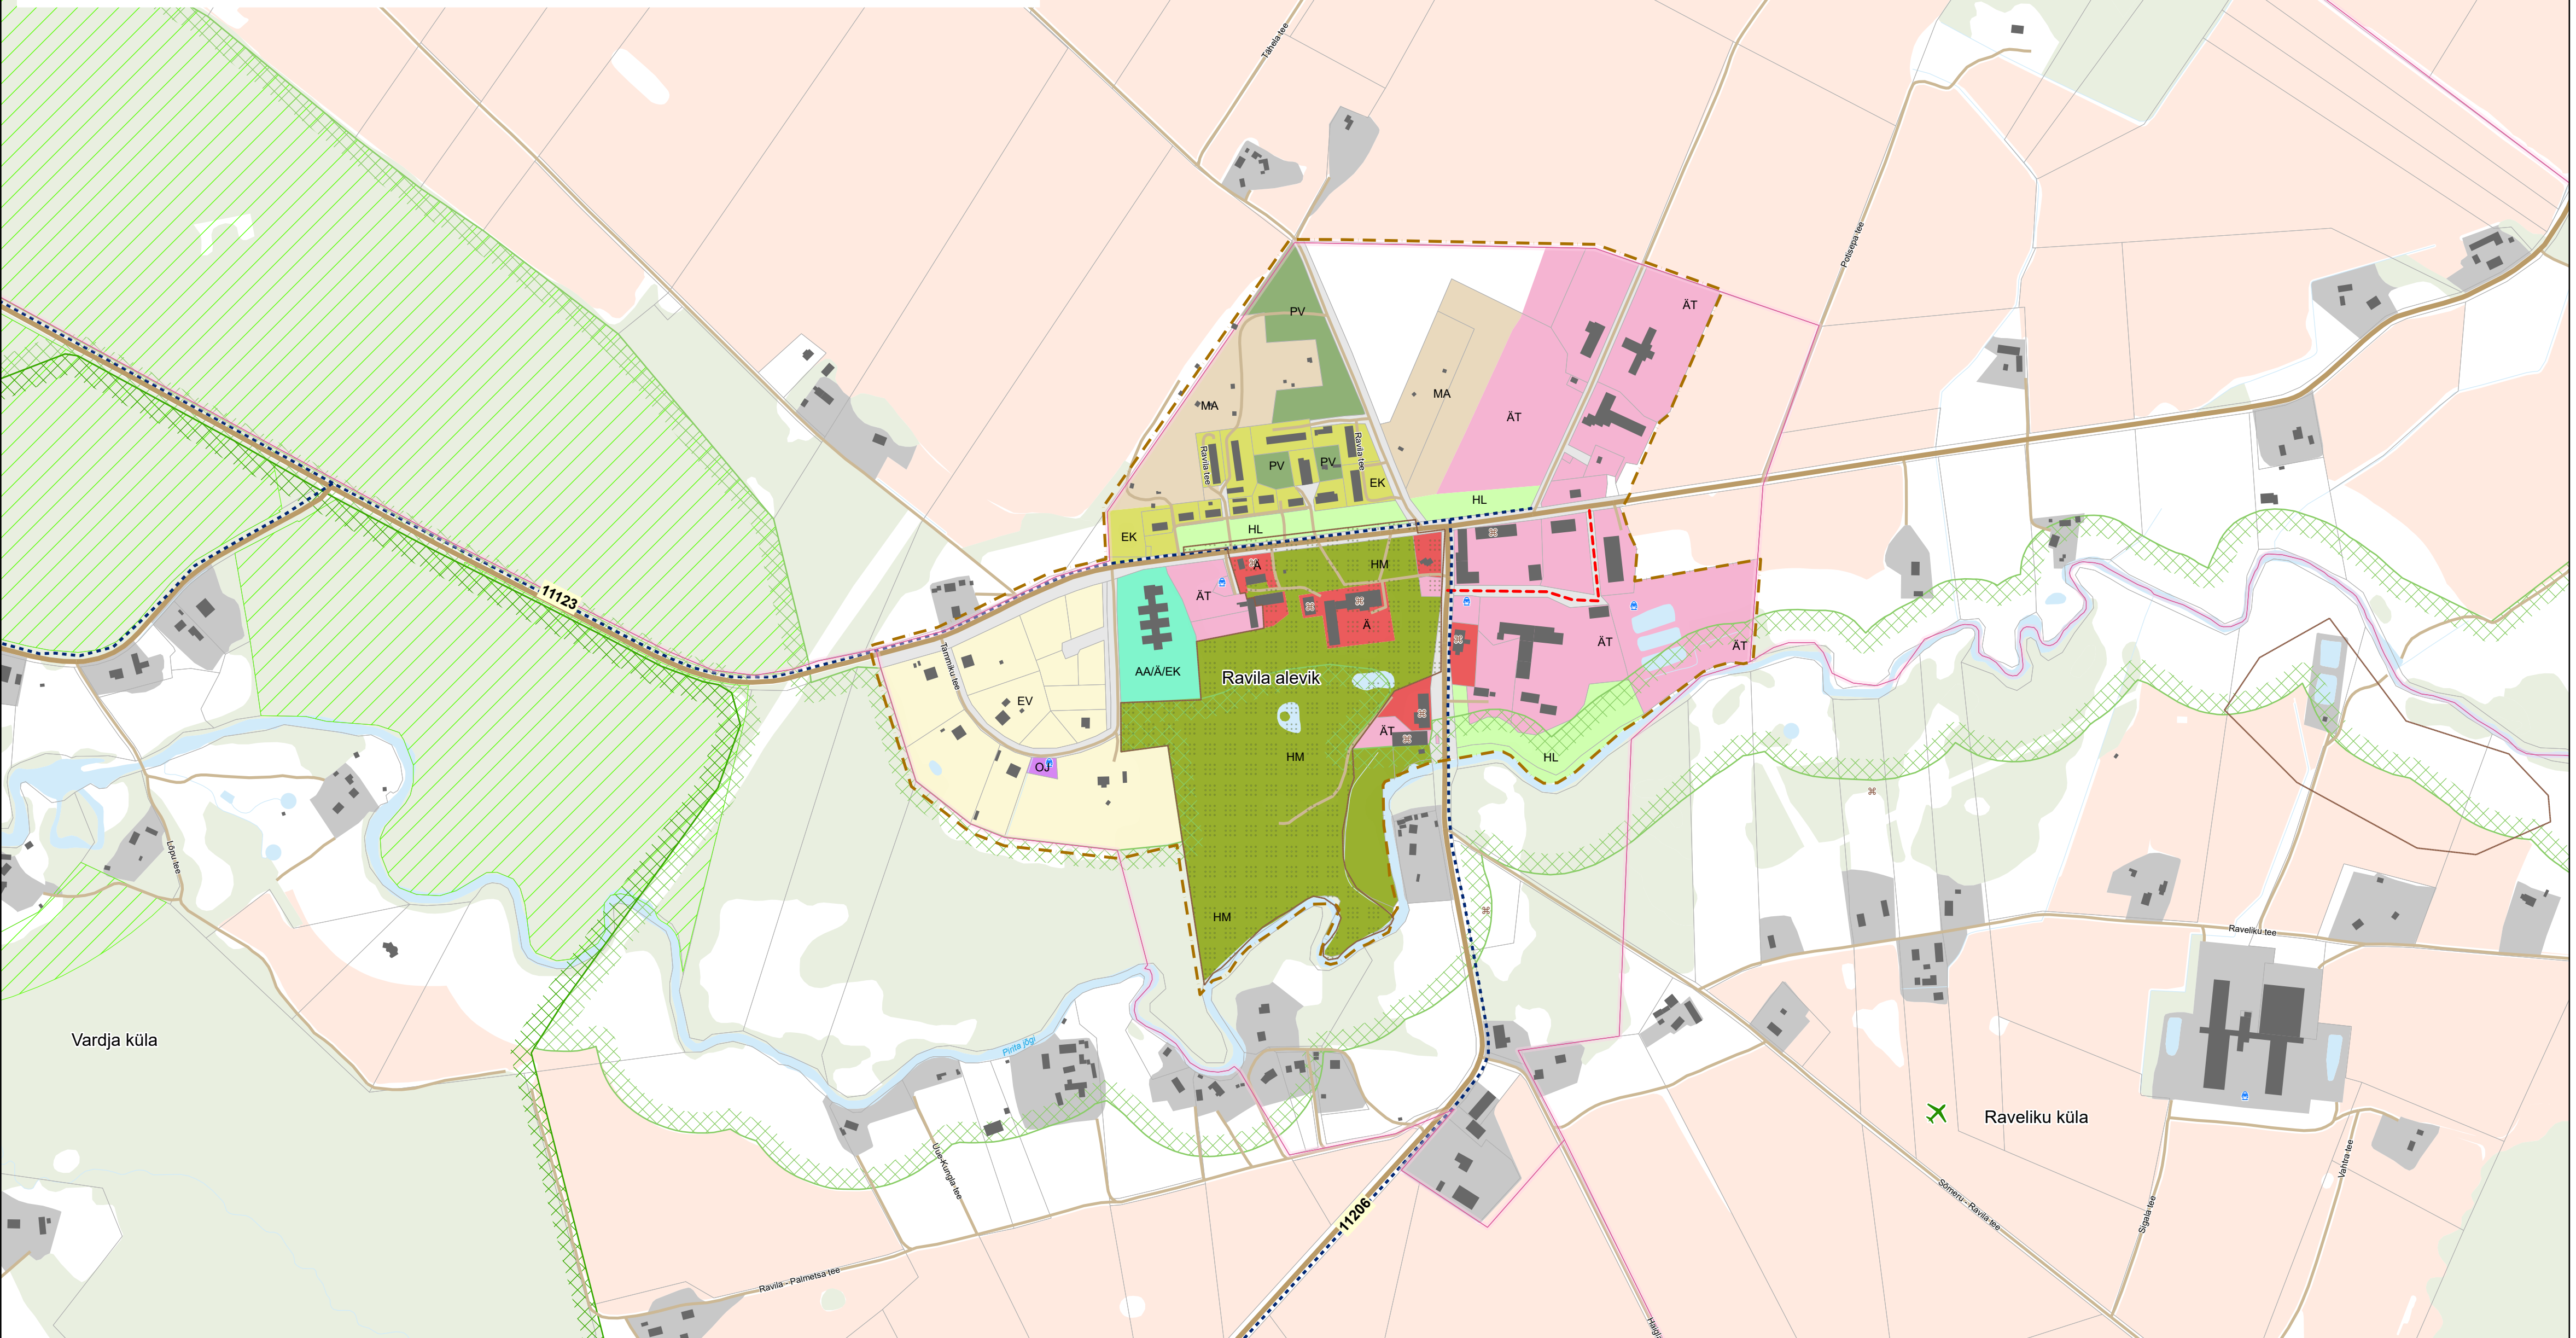 Tähela tee
Potisepa tee
PV
ÄT
MA
MA
ÄT
Ravila tee
Ravila tee
PV
PV
EK
HL
HL
EK
HM
Ä
ÄT
11123
Ä
ÄT
ÄT
Tammiku tee
AA/Ä/EK
Ravila alevik
EV
ÄT
HM
HL
OJ
Lõpu tee
HM
Raveliku tee
Vardja küla
Pirita jõgi
Raveliku küla
Uue-Kungla tee
Vahtra tee
Sõmeru - Ravila tee
Sigala tee
11206
Ravila - Palmetsa tee